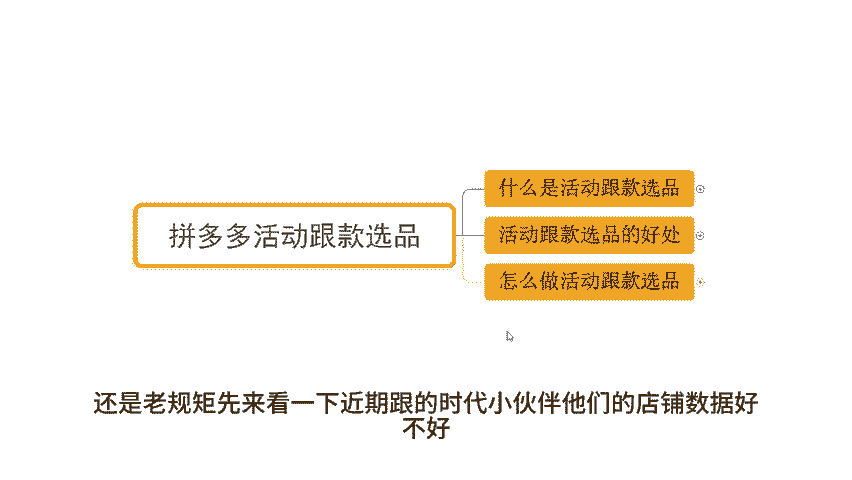 拼多多活动跟款选品
什么是活动跟款选品
活动跟款选品的好处
怎么做活动跟款选品
还是老规矩先来看一下近期跟的时代小伙伴他们的店铺数据好
不好